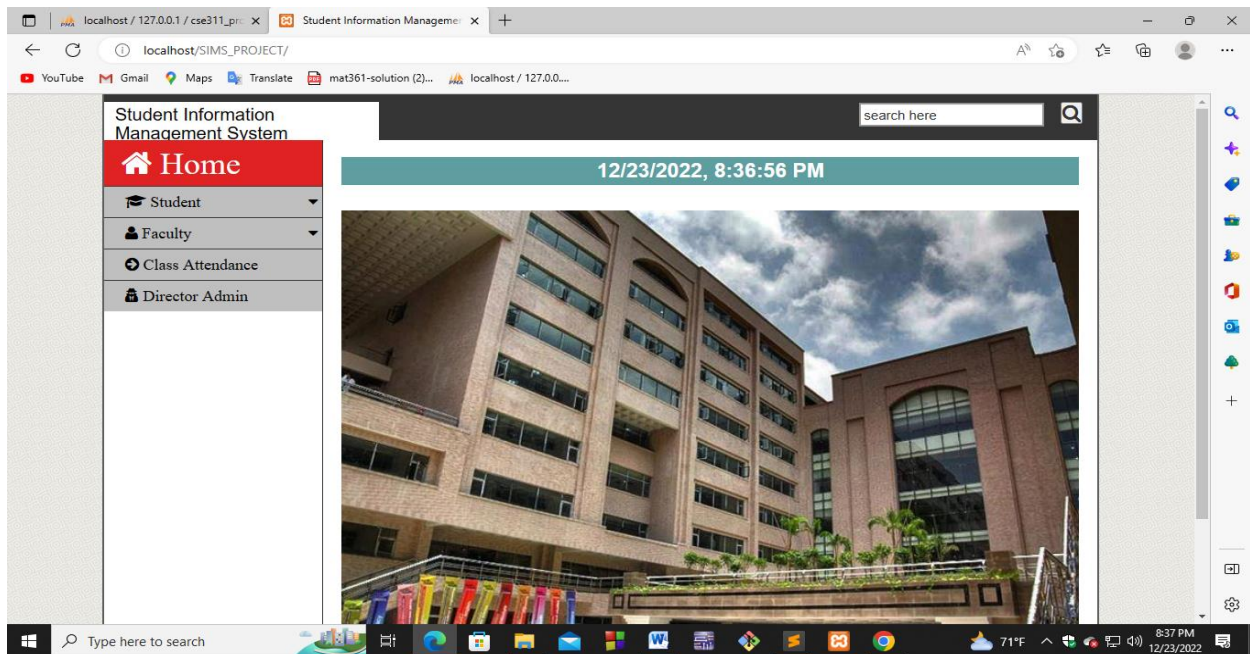 localhost / 127.0.0.1 / cse311_pro
Student Information Managemen
localhost/SIMS_PROJECT/
YouTube
Gmail
Maps
Translate
mat361-solution (2)...
localhost / 127.0.0....
Student Information
Management System
search here
Home
12/23/2022, 8:36:56 PM
Student
Faculty
Class Attendance
Director Admin
Type here to search
71°F
8:37 PM
12/23/2022